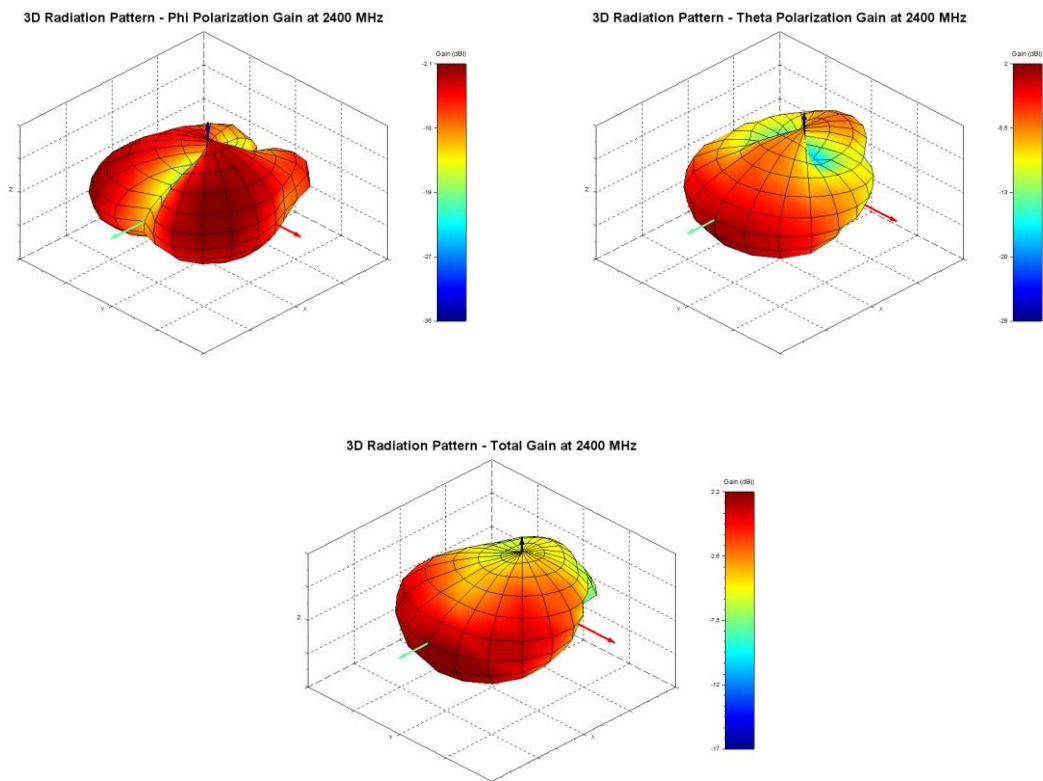 3D Radiation Pattern - Phi Polarization Gain at 2400 MHz
Gain (dBi)
-2.1
-10
-19
-27
-36
Z
Y
X
3D Radiation Pattern - Theta Polarization Gain at 2400 MHz
Gain (dBi)
2
-5.5
-13
-20
-28
Z
Y
X
3D Radiation Pattern - Total Gain at 2400 MHz
Gain (dBi)
2.2
-2.6
-7.5
-12
-17
Z
Y
X